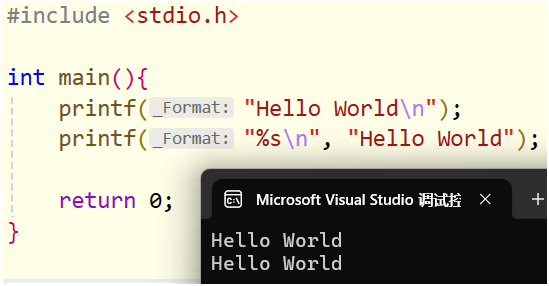 #include <stdio.h>
int main(){
printf(_Format: "Hello World\n");
printf(_Format: "%s\n", "Hello World");
return 0;
}
Microsoft Visual Studio 调试控
Hello World
Hello World